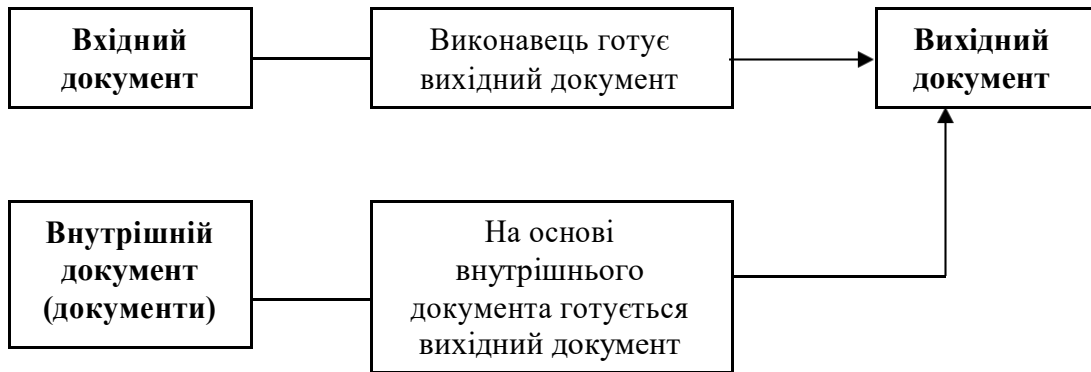 Вхідний
документ
Виконавець готує
вихідний документ
Вихідний
документ
Внутрішній
документ
(документи)
На основі
внутрішнього
документа готується
вихідний документ